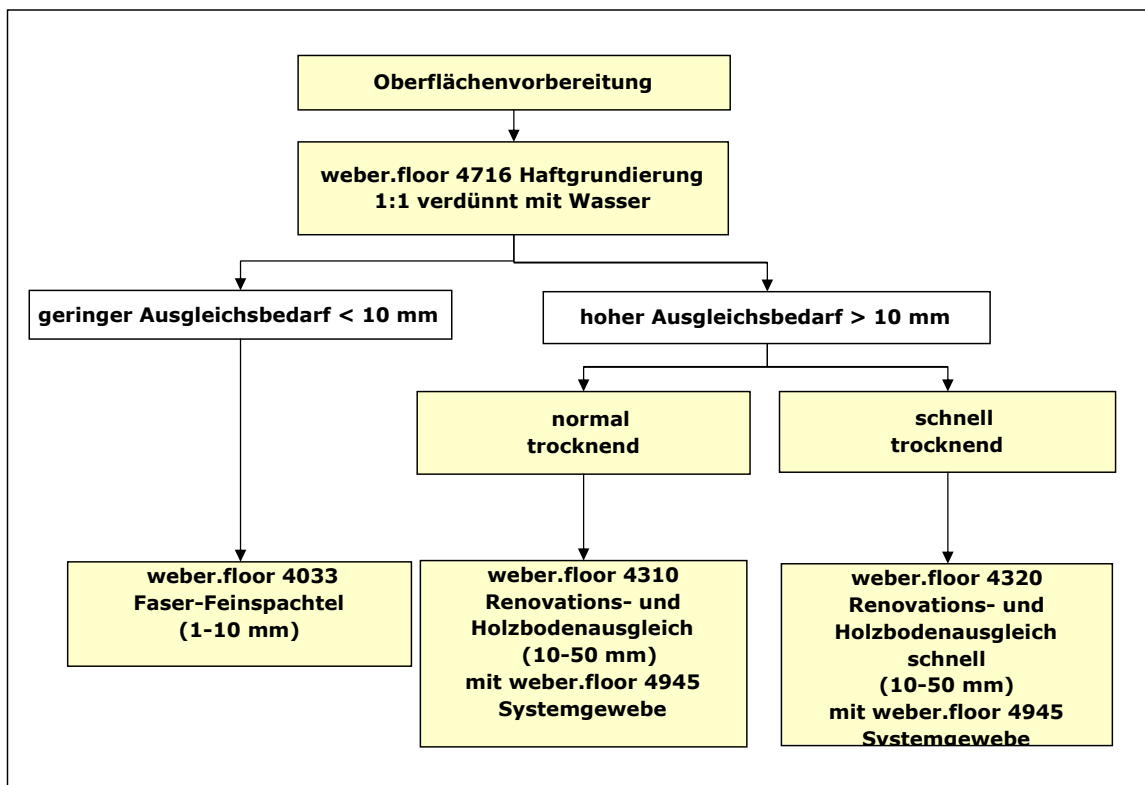 Oberflächenvorbereitung
weber.floor 4716 Haftgrundierung
1:1 verdünnt mit Wasser
geringer Ausgleichsbedarf < 10 mm
hoher Ausgleichsbedarf > 10 mm
normal
trocknend
schnell
trocknend
weber.floor 4033
Faser-Feinspachtel
(1-10 mm)
weber.floor 4310
Renovations- und
Holzbodenausgleich
(10-50 mm)
mit weber.floor 4945
Systemgewebe
weber.floor 4320
Renovations- und
Holzbodenausgleich
schnell
(10-50 mm)
mit weber.floor 4945
Systemgewebe